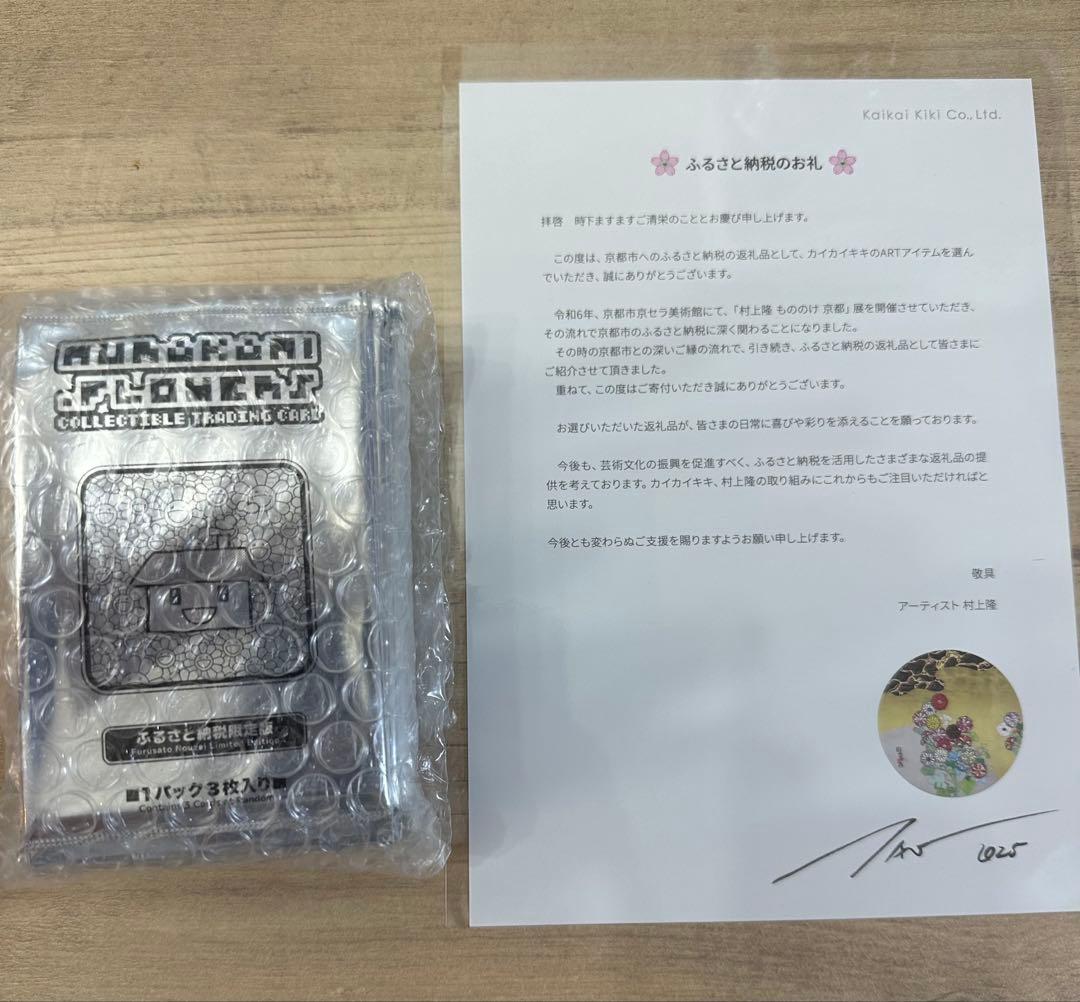 MURAKAMI
.FLOWERS
COLLECTIBLE TRADING CARD
ふるさと納税限定版
Furusato Nouzei Limited Edition
1パック3枚入り
Contains 3 Cards at Random
Kaikai Kiki Co.,Ltd.
ふるさと納税のお礼
拝啓　時下ますますご清栄のこととお慶び申し上げます。
この度は、京都市へのふるさと納税の返礼品として、カイカイキキのARTアイテムを選ん
でいただき、誠にありがとうございます。
令和6年、京都市京セラ美術館にて、「村上隆 もののけ 京都」展を開催させていただき、
その流れで京都市のふるさと納税に深く関わることになりました。
その時の京都市との深いご縁の流れで、引き続き、ふるさと納税の返礼品として皆さまに
ご紹介させて頂きました。
重ねて、この度はご寄付いただき誠にありがとうございます。
お選びいただいた返礼品が、皆さまの日常に喜びや彩りを添えることを願っております。
今後も、芸術文化の振興を促進すべく、ふるさと納税を活用したさまざまな返礼品の提
供を考えております。カイカイキキ、村上隆の取り組みにこれからもご注目いただければと
思います。
今後とも変わらぬご支援を賜りますようお願い申し上げます。
敬具
アーティスト 村上隆